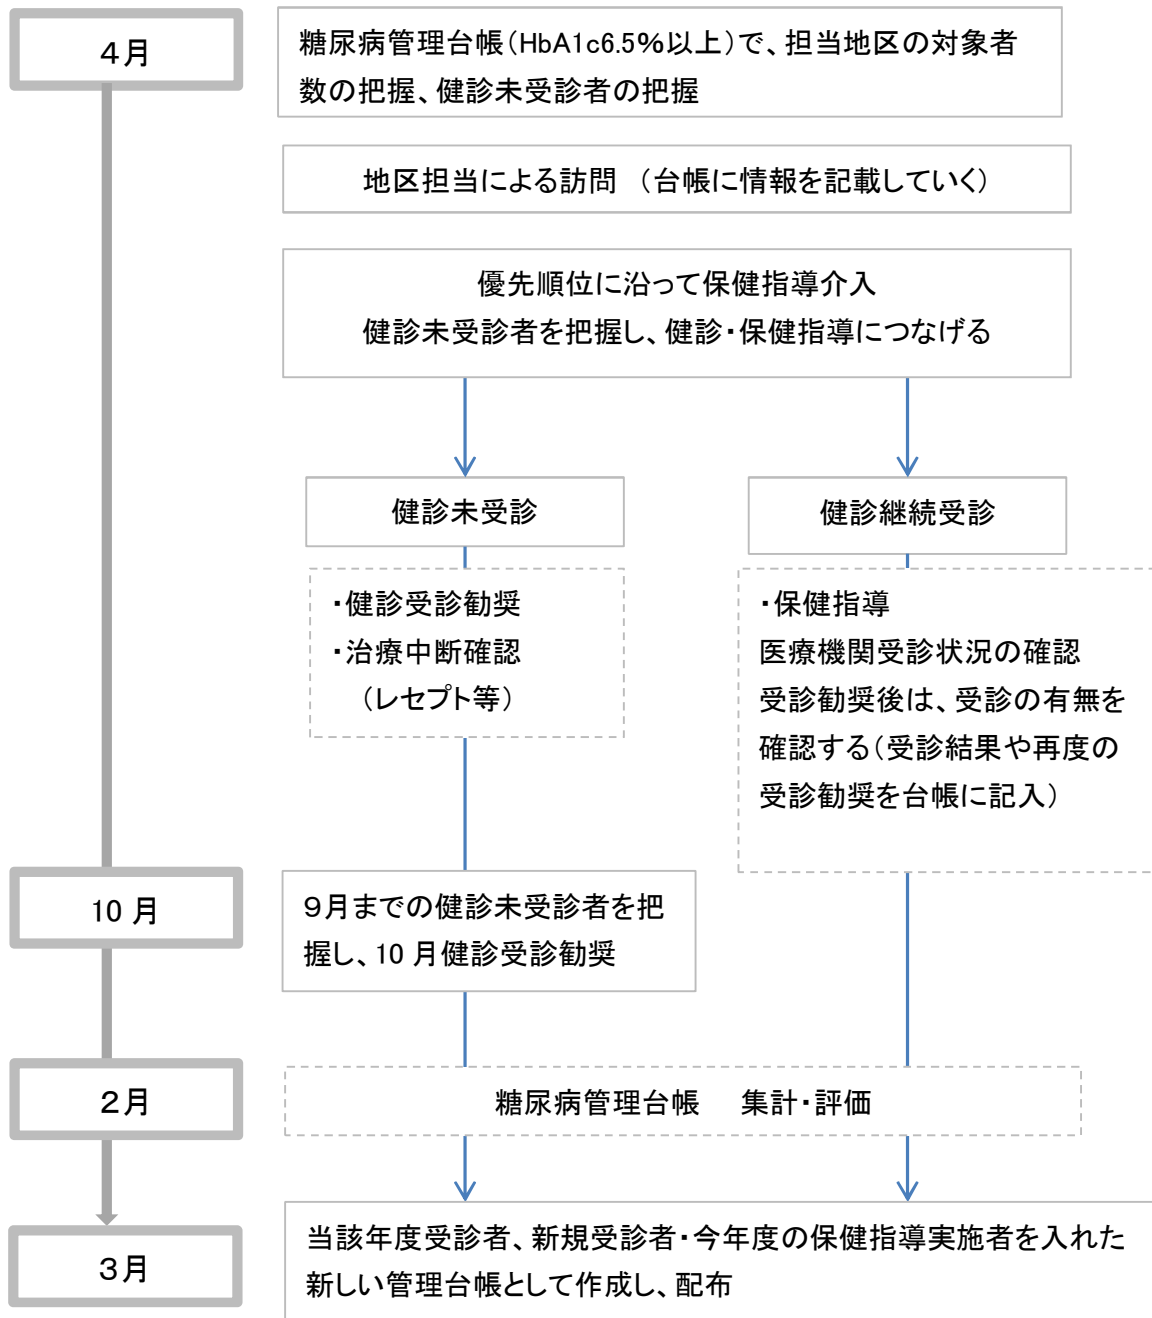 ４月
糖尿病管理台帳（HbA1c6.5％以上）で、担当地区の対象者
数の把握、健診未受診者の把握
地区担当による訪問　（台帳に情報を記載していく）
優先順位に沿って保健指導介入
健診未受診者を把握し、健診・保健指導につなげる
健診未受診
健診継続受診
・健診受診勧奨
・治療中断確認
（レセプト等）
・保健指導
医療機関受診状況の確認
受診勧奨後は、受診の有無を
確認する（受診結果や再度の
受診勧奨を台帳に記入）
10 月
９月までの健診未受診者を把
握し、10 月健診受診勧奨
２月
糖尿病管理台帳　　集計・評価
３月
当該年度受診者、新規受診者・今年度の保健指導実施者を入れた
新しい管理台帳として作成し、配布